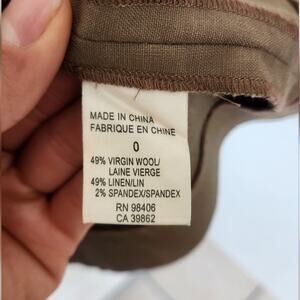 MADE IN CHINA
FABRIQUE EN CHINE
0
49% VIRGIN WOOL/
LAINE VIERGE
49% LINEN/LIN
2% SPANDEX/SPANDEX
RN 98406
CA 39862